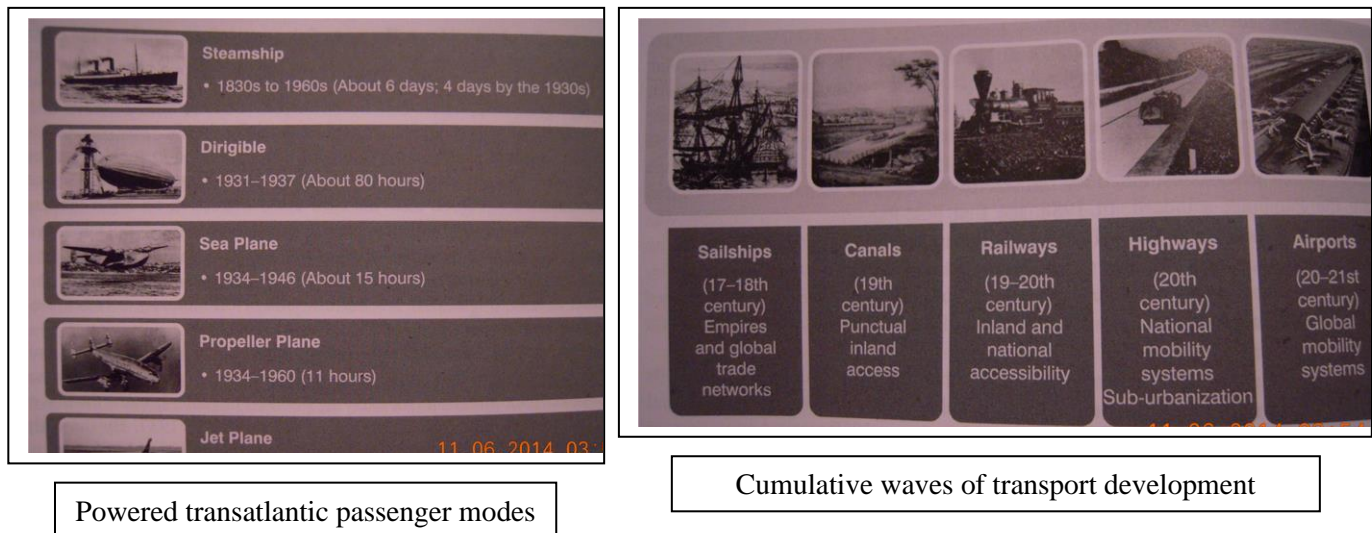 Steamship
• 1830s to 1960s (About 6 days; 4 days by the 1930s)
Dirigible
• 1931–1937 (About 80 hours)
Sea Plane
• 1934–1946 (About 15 hours)
Propeller Plane
• 1934–1960 (11 hours)
Jet Plane
11 06 2014 03:
Powered transatlantic passenger modes
Sailships
(17–18th
century)
Empires
and global
trade
networks
Canals
(19th
century)
Punctual
inland
access
Railways
(19–20th
century)
Inland and
national
accessibility
Highways
(20th
century)
National
mobility
systems
Sub-urbanization
Airports
(20–21st
century)
Global
mobility
systems
Cumulative waves of transport development